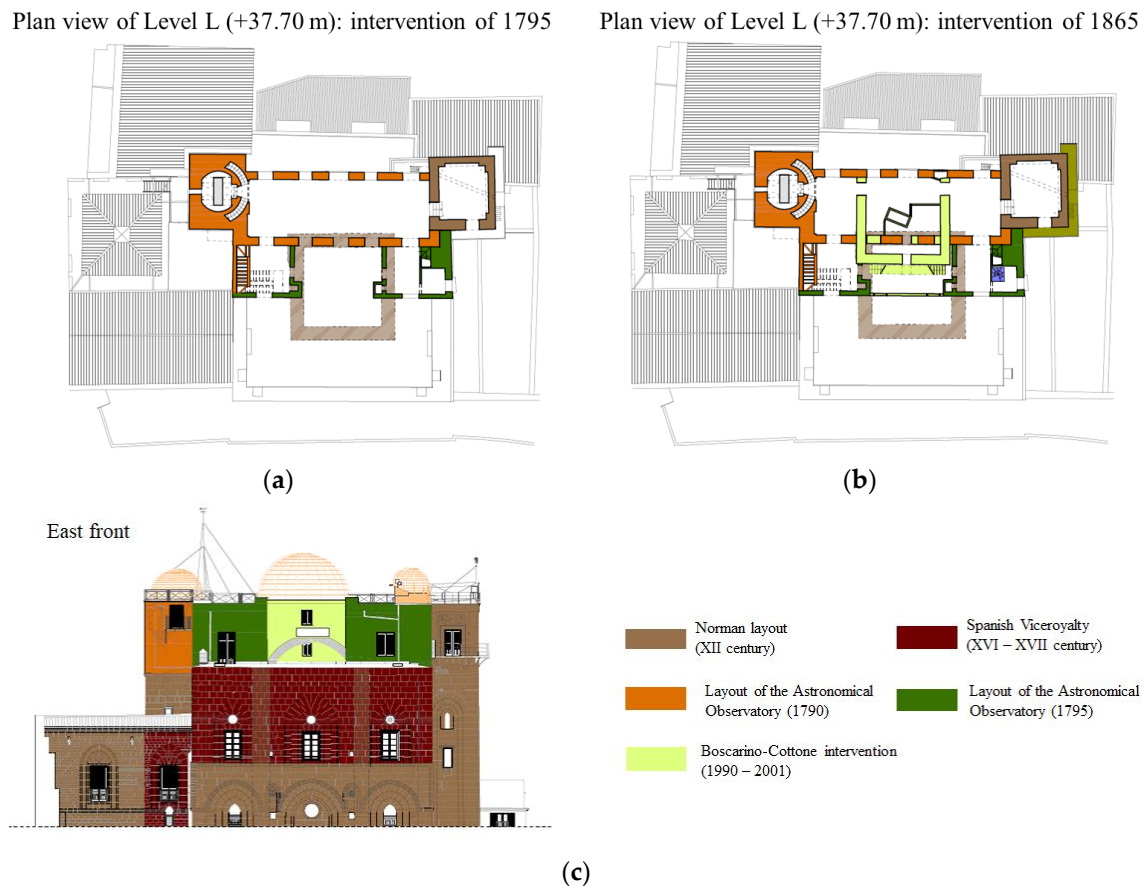 Plan view of Level L (+37.70 m): intervention of 1795
Plan view of Level L (+37.70 m): intervention of 1865
(a)
(b)
East front
Norman layout
(XII century)
Spanish Viceroyalty
(XVI – XVII century)
Layout of the Astronomical
Observatory (1790)
Layout of the Astronomical
Observatory (1795)
Boscarino-Cottone intervention
(1990 – 2001)
(c)